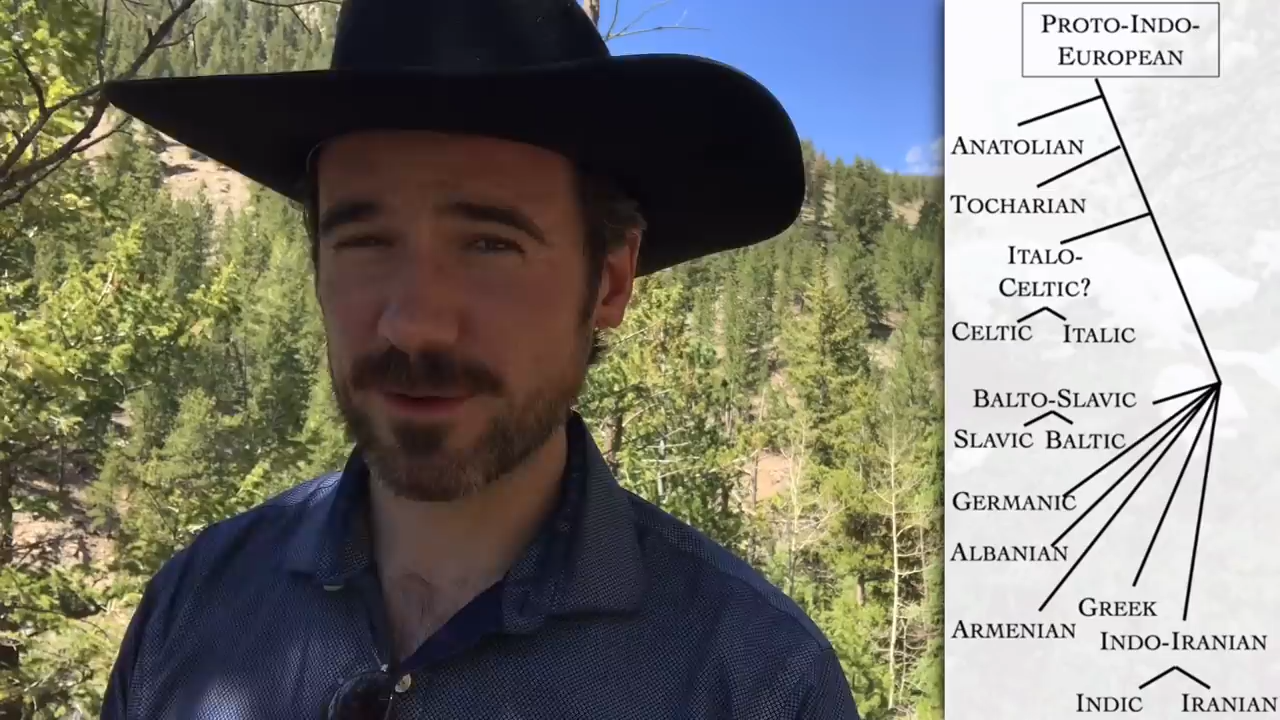 PROTO-INDO-
EUROPEAN
ANATOLIAN
TOCHARIAN
ITALO-
CELTIC?
CELTIC ITALIC
BALTO-SLAVIC
SLAVIC BALTIC
GERMANIC
ALBANIAN
GREEK
ARMENIAN
INDO-IRANIAN
INDIC IRANIAN